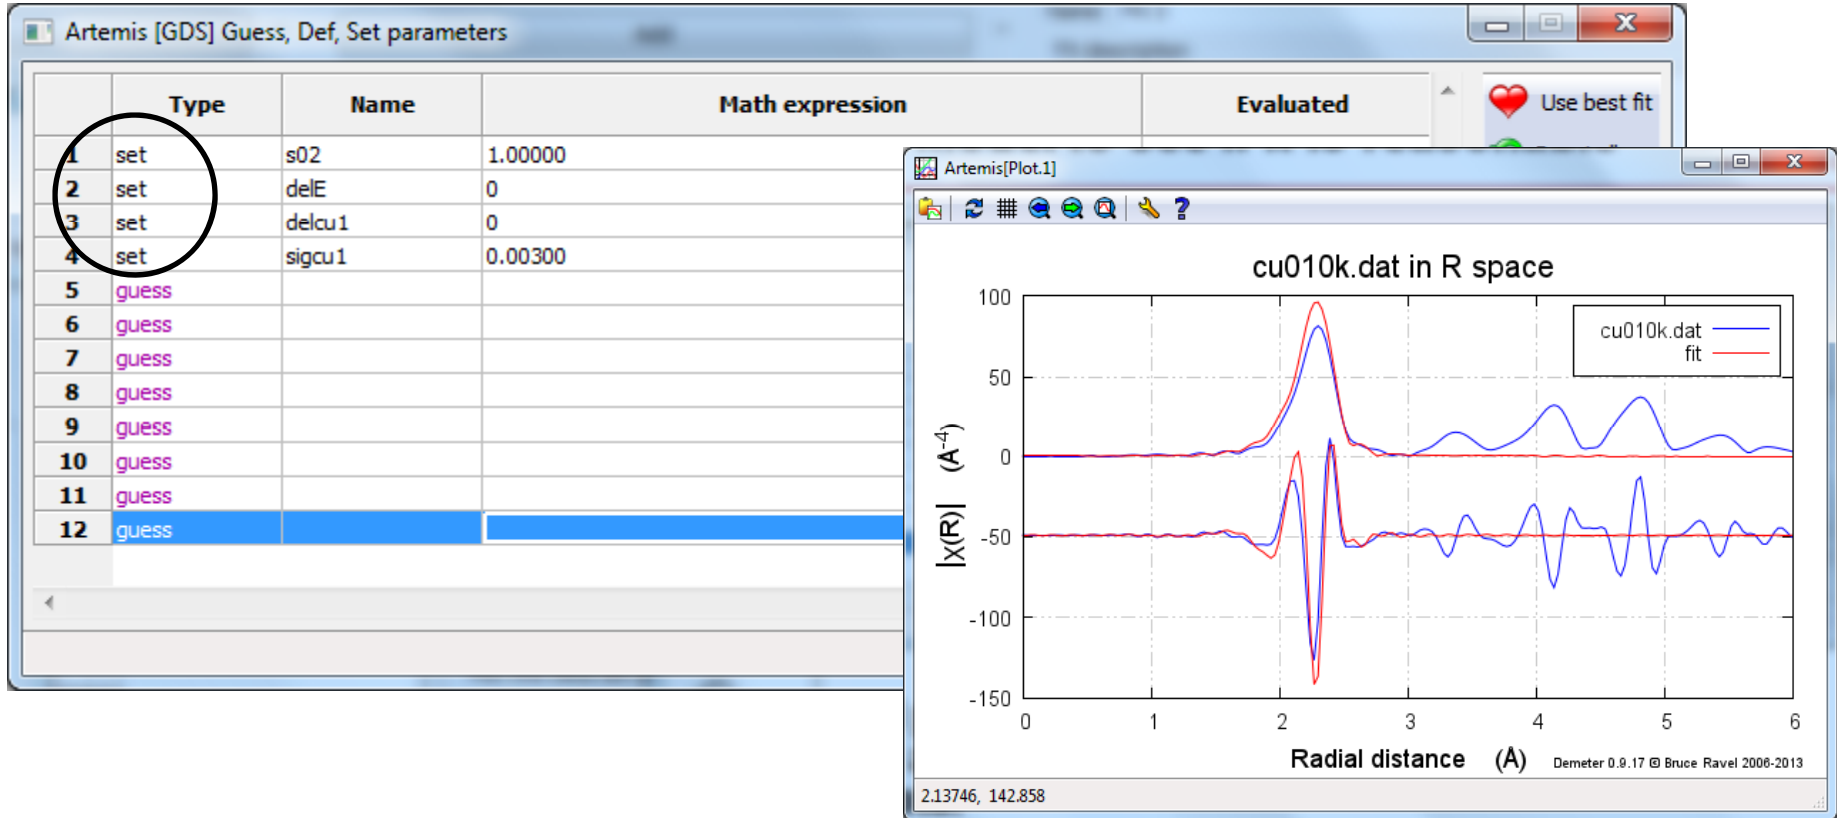 Artemis [GDS] Guess, Def, Set parameters
Type Name Math expression Evaluated
Use best fit
1 set s02 1.00000
2 set delE 0
3 set delcu1 0
4 set sigcu1 0.00300
5 guess
6 guess
7 guess
8 guess
9 guess
10 guess
11 guess
12 guess
Artemis[Plot.1]
cu010k.dat in R space
cu010k.dat
fit
100
50
0
-50
-100
-150
|χ(R)| (Å-4)
0 1 2 3 4 5 6
Radial distance (Å)
Demeter 0.9.17 © Bruce Ravel 2006-2013
2.13746, 142.858